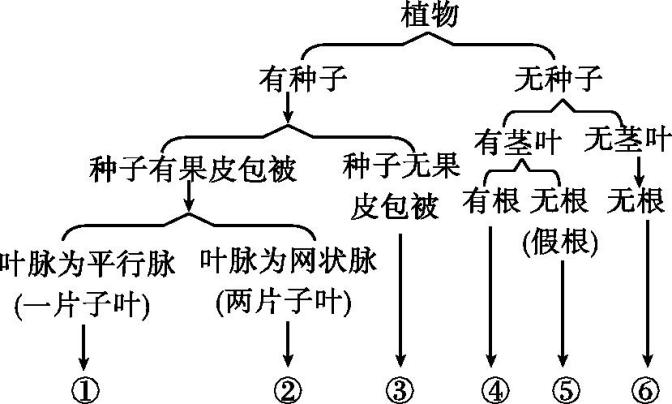 植物
有种子 无种子
有茎叶 无茎叶
种子有果皮包被 种子无果皮包被
有根 无根(假根) 无根
叶脉为平行脉 叶脉为网状脉
(一片子叶) (两片子叶)
① ② ③ ④ ⑤ ⑥